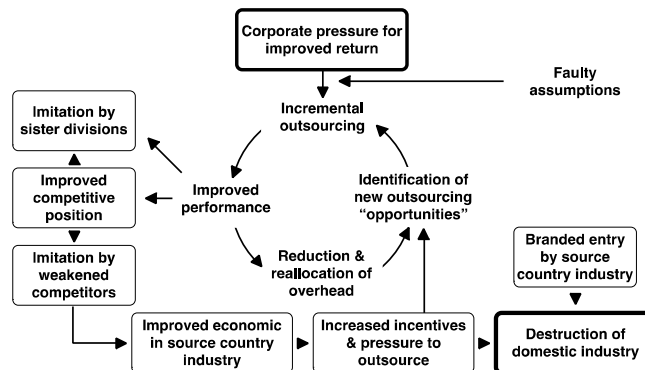 Corporate pressure for
improved return
Faulty
assumptions
Incremental
outsourcing
Imitation by
sister divisions
Improved
competitive
position
Improved
performance
Identification of
new outsourcing
“opportunities”
Imitation by
weakened
competitors
Reduction &
reallocation of
overhead
Branded entry
by source
country industry
Improved economic
in source country
industry
Increased incentives
& pressure to
outsource
Destruction of
domestic industry